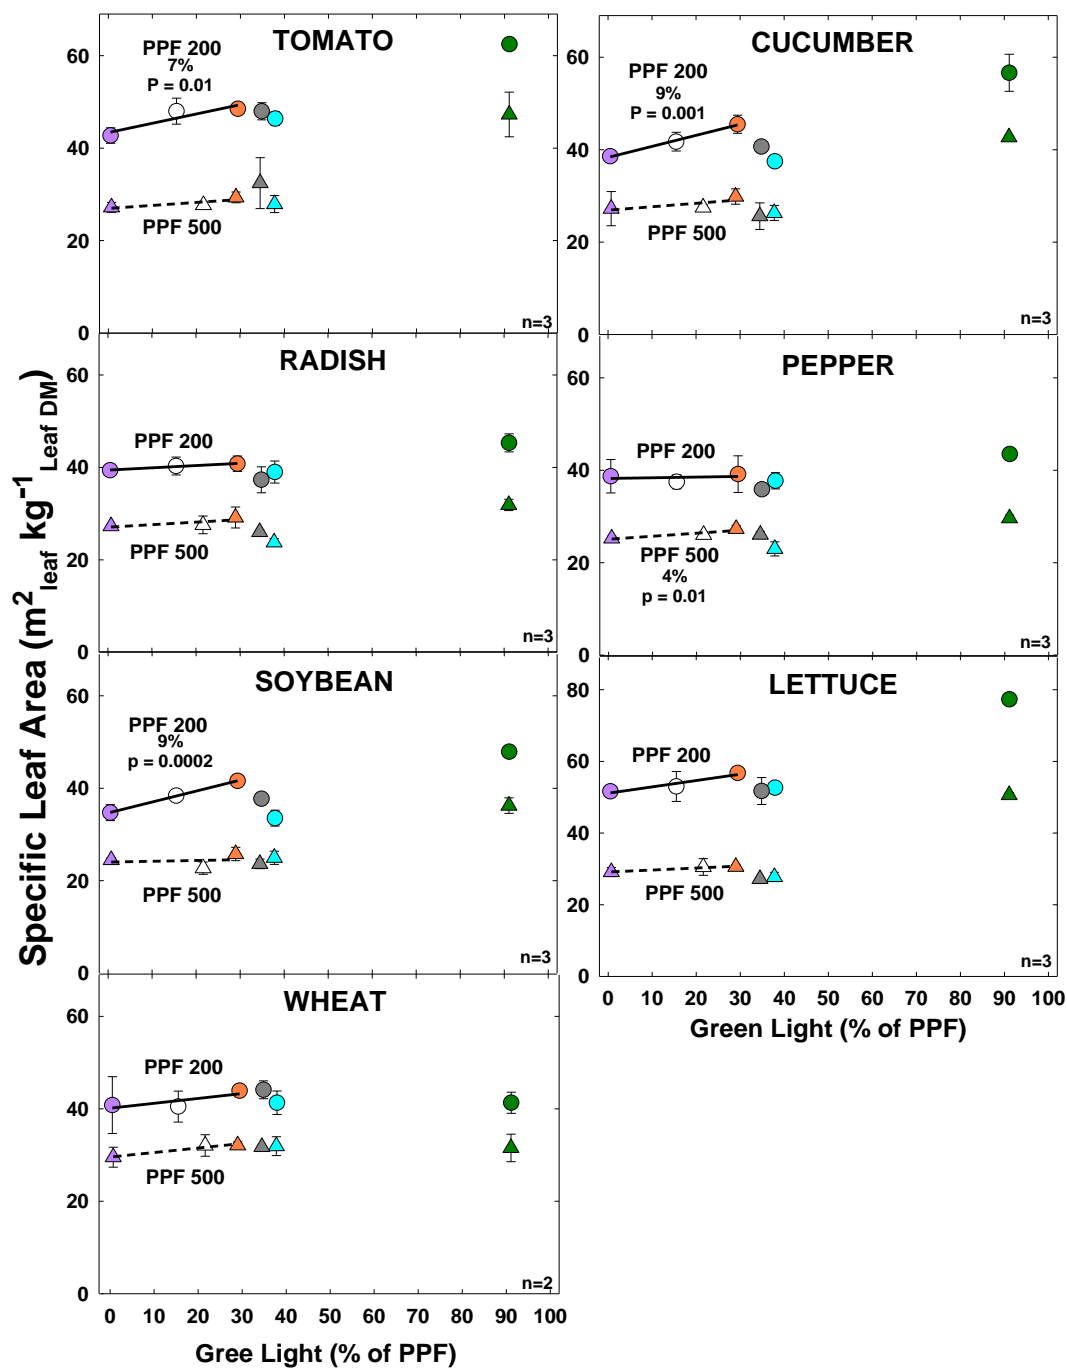 TOMATO
PPF 200
7%
P = 0.01
PPF 500
n=3
60
40
20
0
CUCUMBER
PPF 200
9%
P = 0.001
PPF 500
n=3
60
40
20
0
RADISH
PPF 200
PPF 500
n=3
60
40
20
0
PEPPER
PPF 200
PPF 500
4%
p = 0.01
n=3
60
40
20
0
SOYBEAN
PPF 200
9%
p = 0.0002
PPF 500
n=3
60
40
20
0
LETTUCE
PPF 200
PPF 500
n=3
80
60
40
20
0
0 10 20 30 40 50 60 70 80 90 100
Green Light (% of PPF)
WHEAT
PPF 200
PPF 500
n=2
60
40
20
0
0 10 20 30 40 50 60 70 80 90 100
Gree Light (% of PPF)
Specific Leaf Area (m² leaf kg⁻¹ Leaf DM)